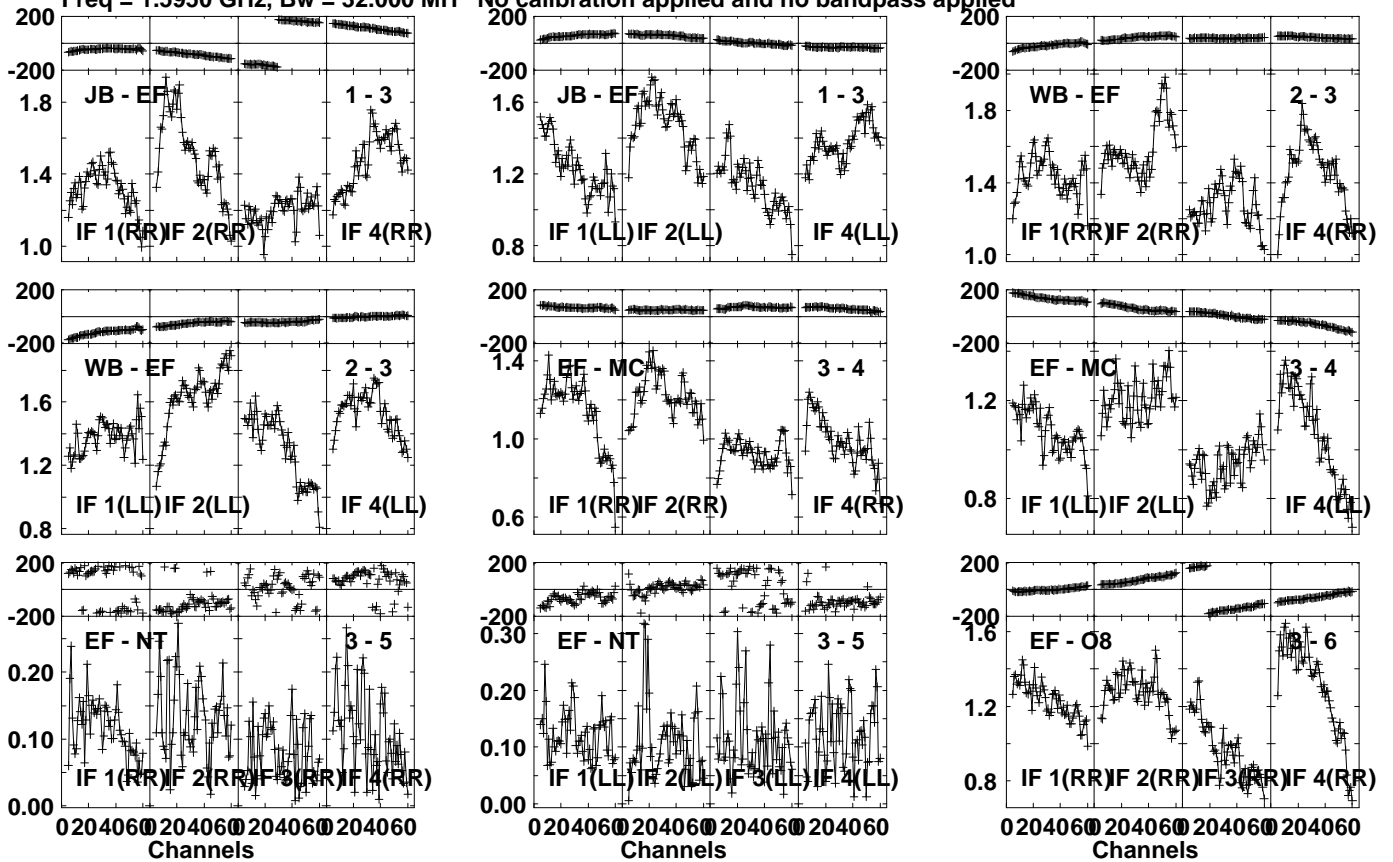 Freq = 1.5950 GHz, Bw = 32.000 MH No calibration applied and no bandpass applied
200
-200
JB - EF 1 - 3
1.8
1.4
1.0
IF 1(RR) IF 2(RR) IF 4(RR)
200
-200
JB - EF 1 - 3
1.6
1.2
0.8
IF 1(LL) IF 2(LL) IF 4(LL)
200
-200
WB - EF 2 - 3
1.8
1.4
1.0
IF 1(RR) IF 2(RR) IF 4(RR)
200
-200
WB - EF 2 - 3
1.6
1.2
0.8
IF 1(LL) IF 2(LL) IF 4(LL)
200
-200
EF - MC 3 - 4
1.4
1.0
0.6
IF 1(RR) IF 2(RR) IF 4(RR)
200
-200
EF - MC 3 - 4
1.2
0.8
IF 1(LL) IF 2(LL) IF 4(LL)
200
-200
EF - NT 3 - 5
0.20
0.10
0.00
IF 1(RR) IF 2(RR) IF 3(RR) IF 4(RR)
0 20 40 60 0 20 40 60 0 20 40 60 0 20 40 60
Channels
200
-200
EF - NT 3 - 5
0.30
0.20
0.10
0.00
IF 1(LL) IF 2(LL) IF 3(LL) IF 4(LL)
0 20 40 60 0 20 40 60 0 20 40 60 0 20 40 60
Channels
200
-200
EF - O8 3 - 6
1.6
1.2
0.8
IF 1(RR) IF 2(RR) IF 3(RR) IF 4(RR)
0 20 40 60 0 20 40 60 0 20 40 60 0 20 40 60
Channels